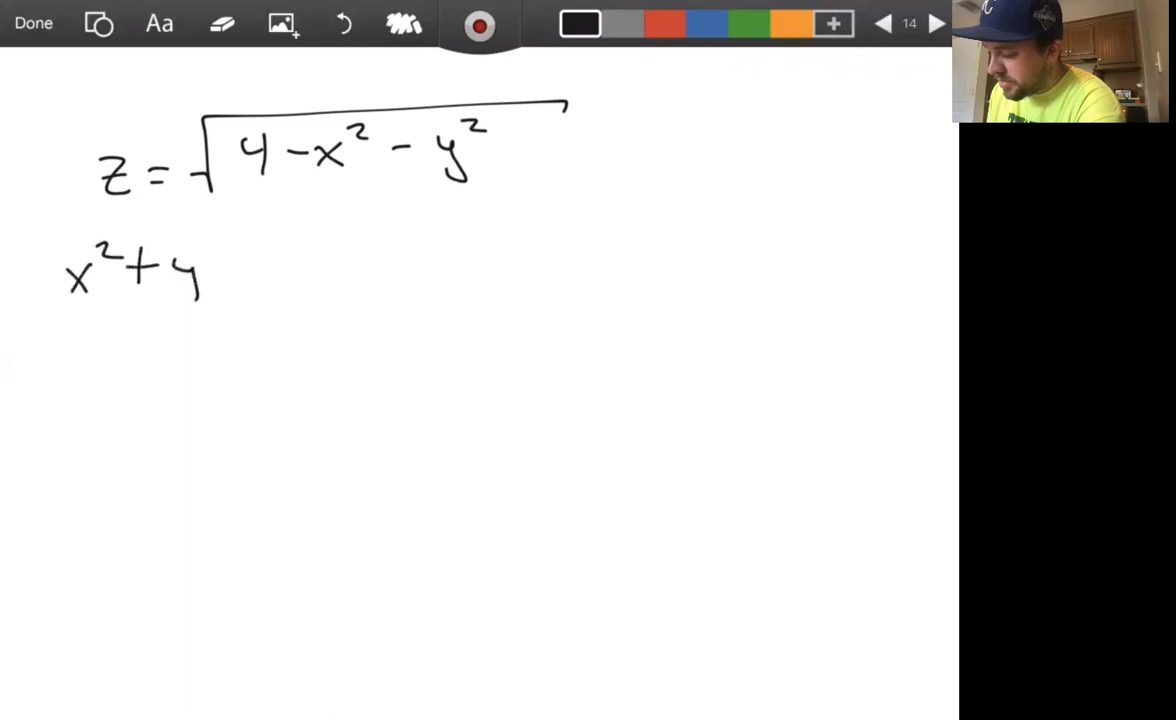 Done Aa 14
z = √(4 - x² - y²)
x² + y